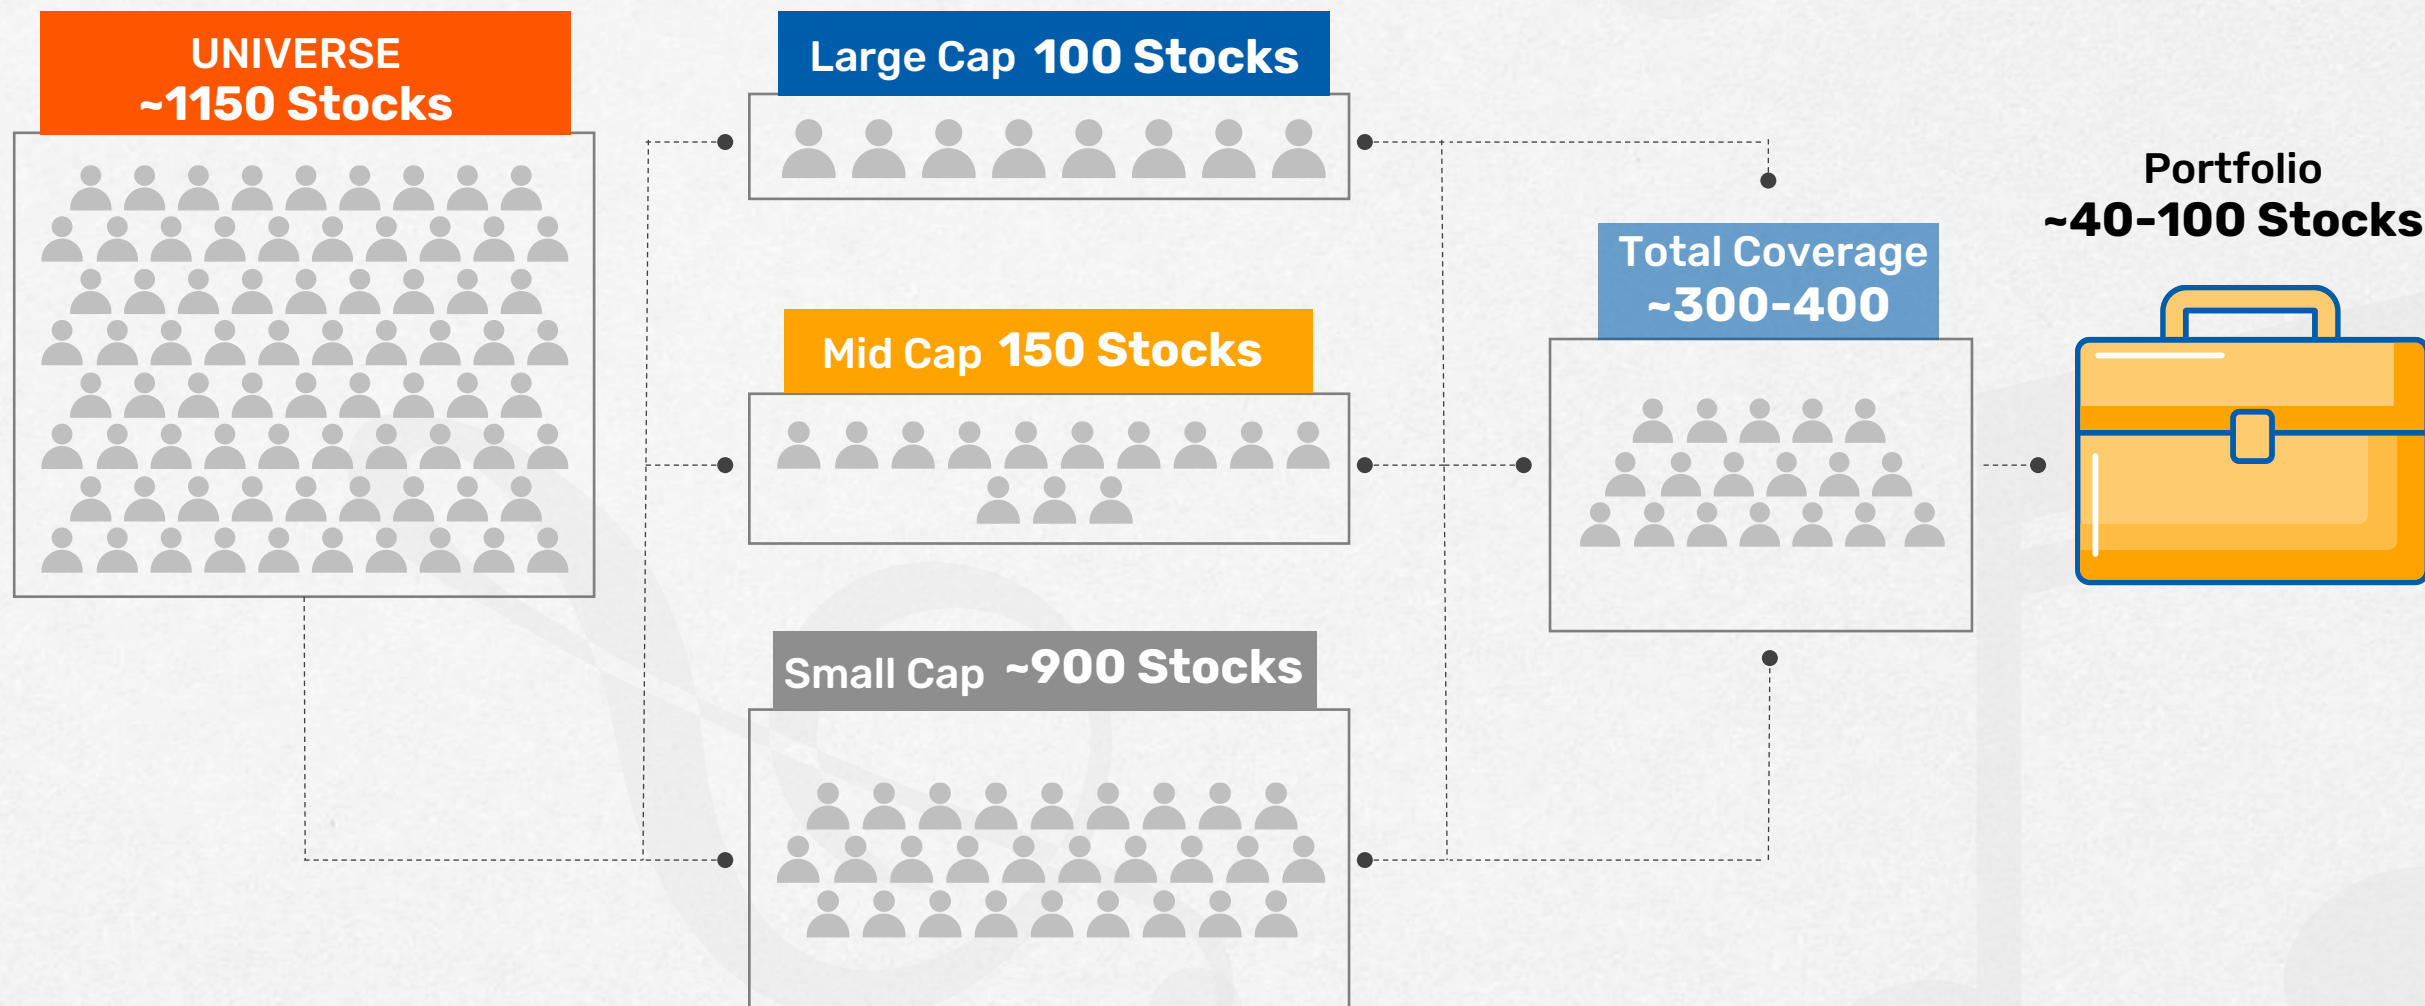 UNIVERSE
~1150 Stocks
Large Cap 100 Stocks
Mid Cap 150 Stocks
Small Cap ~900 Stocks
Total Coverage
~300-400
Portfolio
~40-100 Stocks